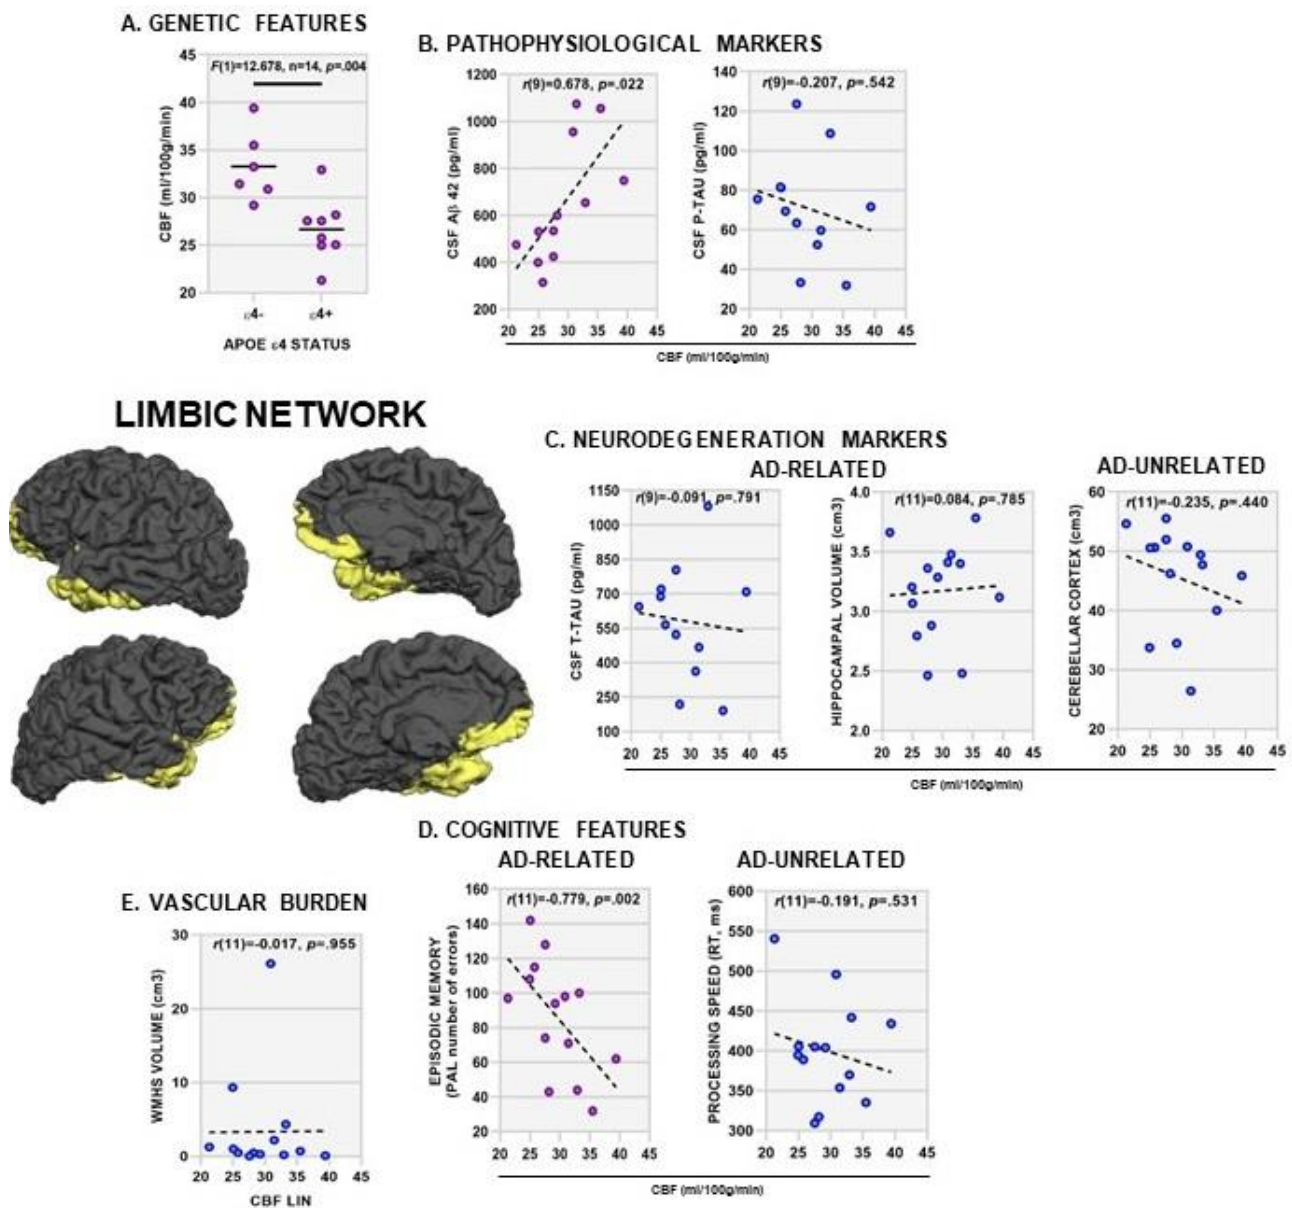 A. GENETIC FEATURES
F(1)=12.678, n=14, p=.004
45
40
35
30
25
20
CBF (ml/100g/min)
ε4-
ε4+
APOE ε4 STATUS
B. PATHOPHYSIOLOGICAL MARKERS
r(9)=0.678, p=.022
1200
1000
800
600
400
200
CSF Aβ 42 (pg/ml)
20 25 30 35 40 45
r(9)=-0.207, p=.542
140
120
100
80
60
40
20
CSF P-TAU (pg/ml)
20 25 30 35 40 45
CBF (ml/100g/min)
LIMBIC NETWORK
C. NEURODEGENERATION MARKERS
AD-RELATED
AD-UNRELATED
r(9)=-0.091, p=.791
1150
1000
850
700
550
400
250
100
CSF T-TAU (pg/ml)
20 25 30 35 40 45
r(11)=0.084, p=.785
4.0
3.5
3.0
2.5
2.0
HIPPOCAMPAL VOLUME (cm3)
20 25 30 35 40 45
r(11)=-0.235, p=.440
60
50
40
30
20
CEREBELLAR CORTEX (cm3)
20 25 30 35 40 45
CBF (ml/100g/min)
D. COGNITIVE FEATURES
AD-RELATED
AD-UNRELATED
r(11)=-0.779, p=.002
160
140
120
100
80
60
40
20
EPISODIC MEMORY
(PAL number of errors)
20 25 30 35 40 45
r(11)=-0.191, p=.531
600
550
500
450
400
350
300
PROCESSING SPEED (RT, ms)
20 25 30 35 40 45
CBF (ml/100g/min)
E. VASCULAR BURDEN
r(11)=-0.017, p=.955
30
20
10
0
WMHS VOLUME (cm3)
20 25 30 35 40 45
CBF LIN